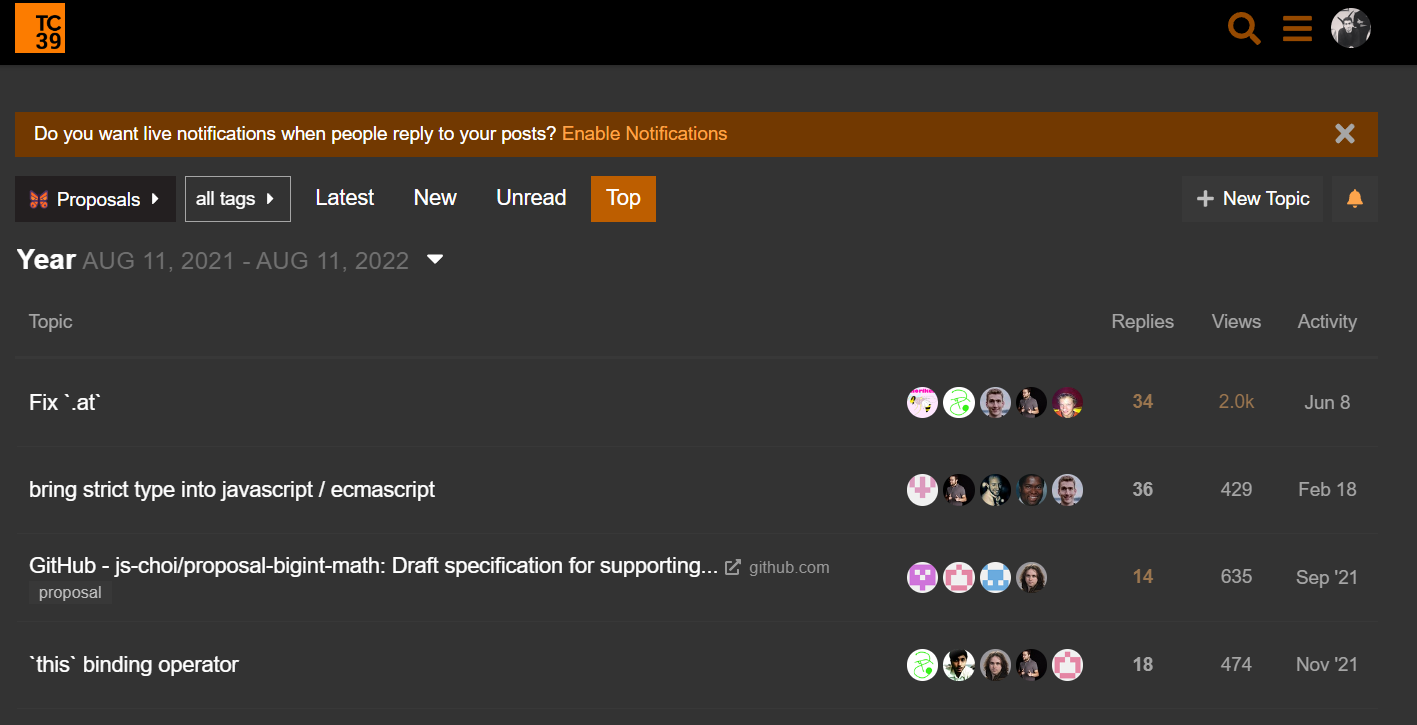 TC
39
Do you want live notifications when people reply to your posts? Enable Notifications
Proposals all tags Latest New Unread Top New Topic
Year AUG 11, 2021 - AUG 11, 2022
Topic Replies Views Activity
Fix `.at` 34 2.0k Jun 8
bring strict type into javascript / ecmascript 36 429 Feb 18
GitHub - js-choi/proposal-bigint-math: Draft specification for supporting... github.com 14 635 Sep '21
proposal
`this` binding operator 18 474 Nov '21